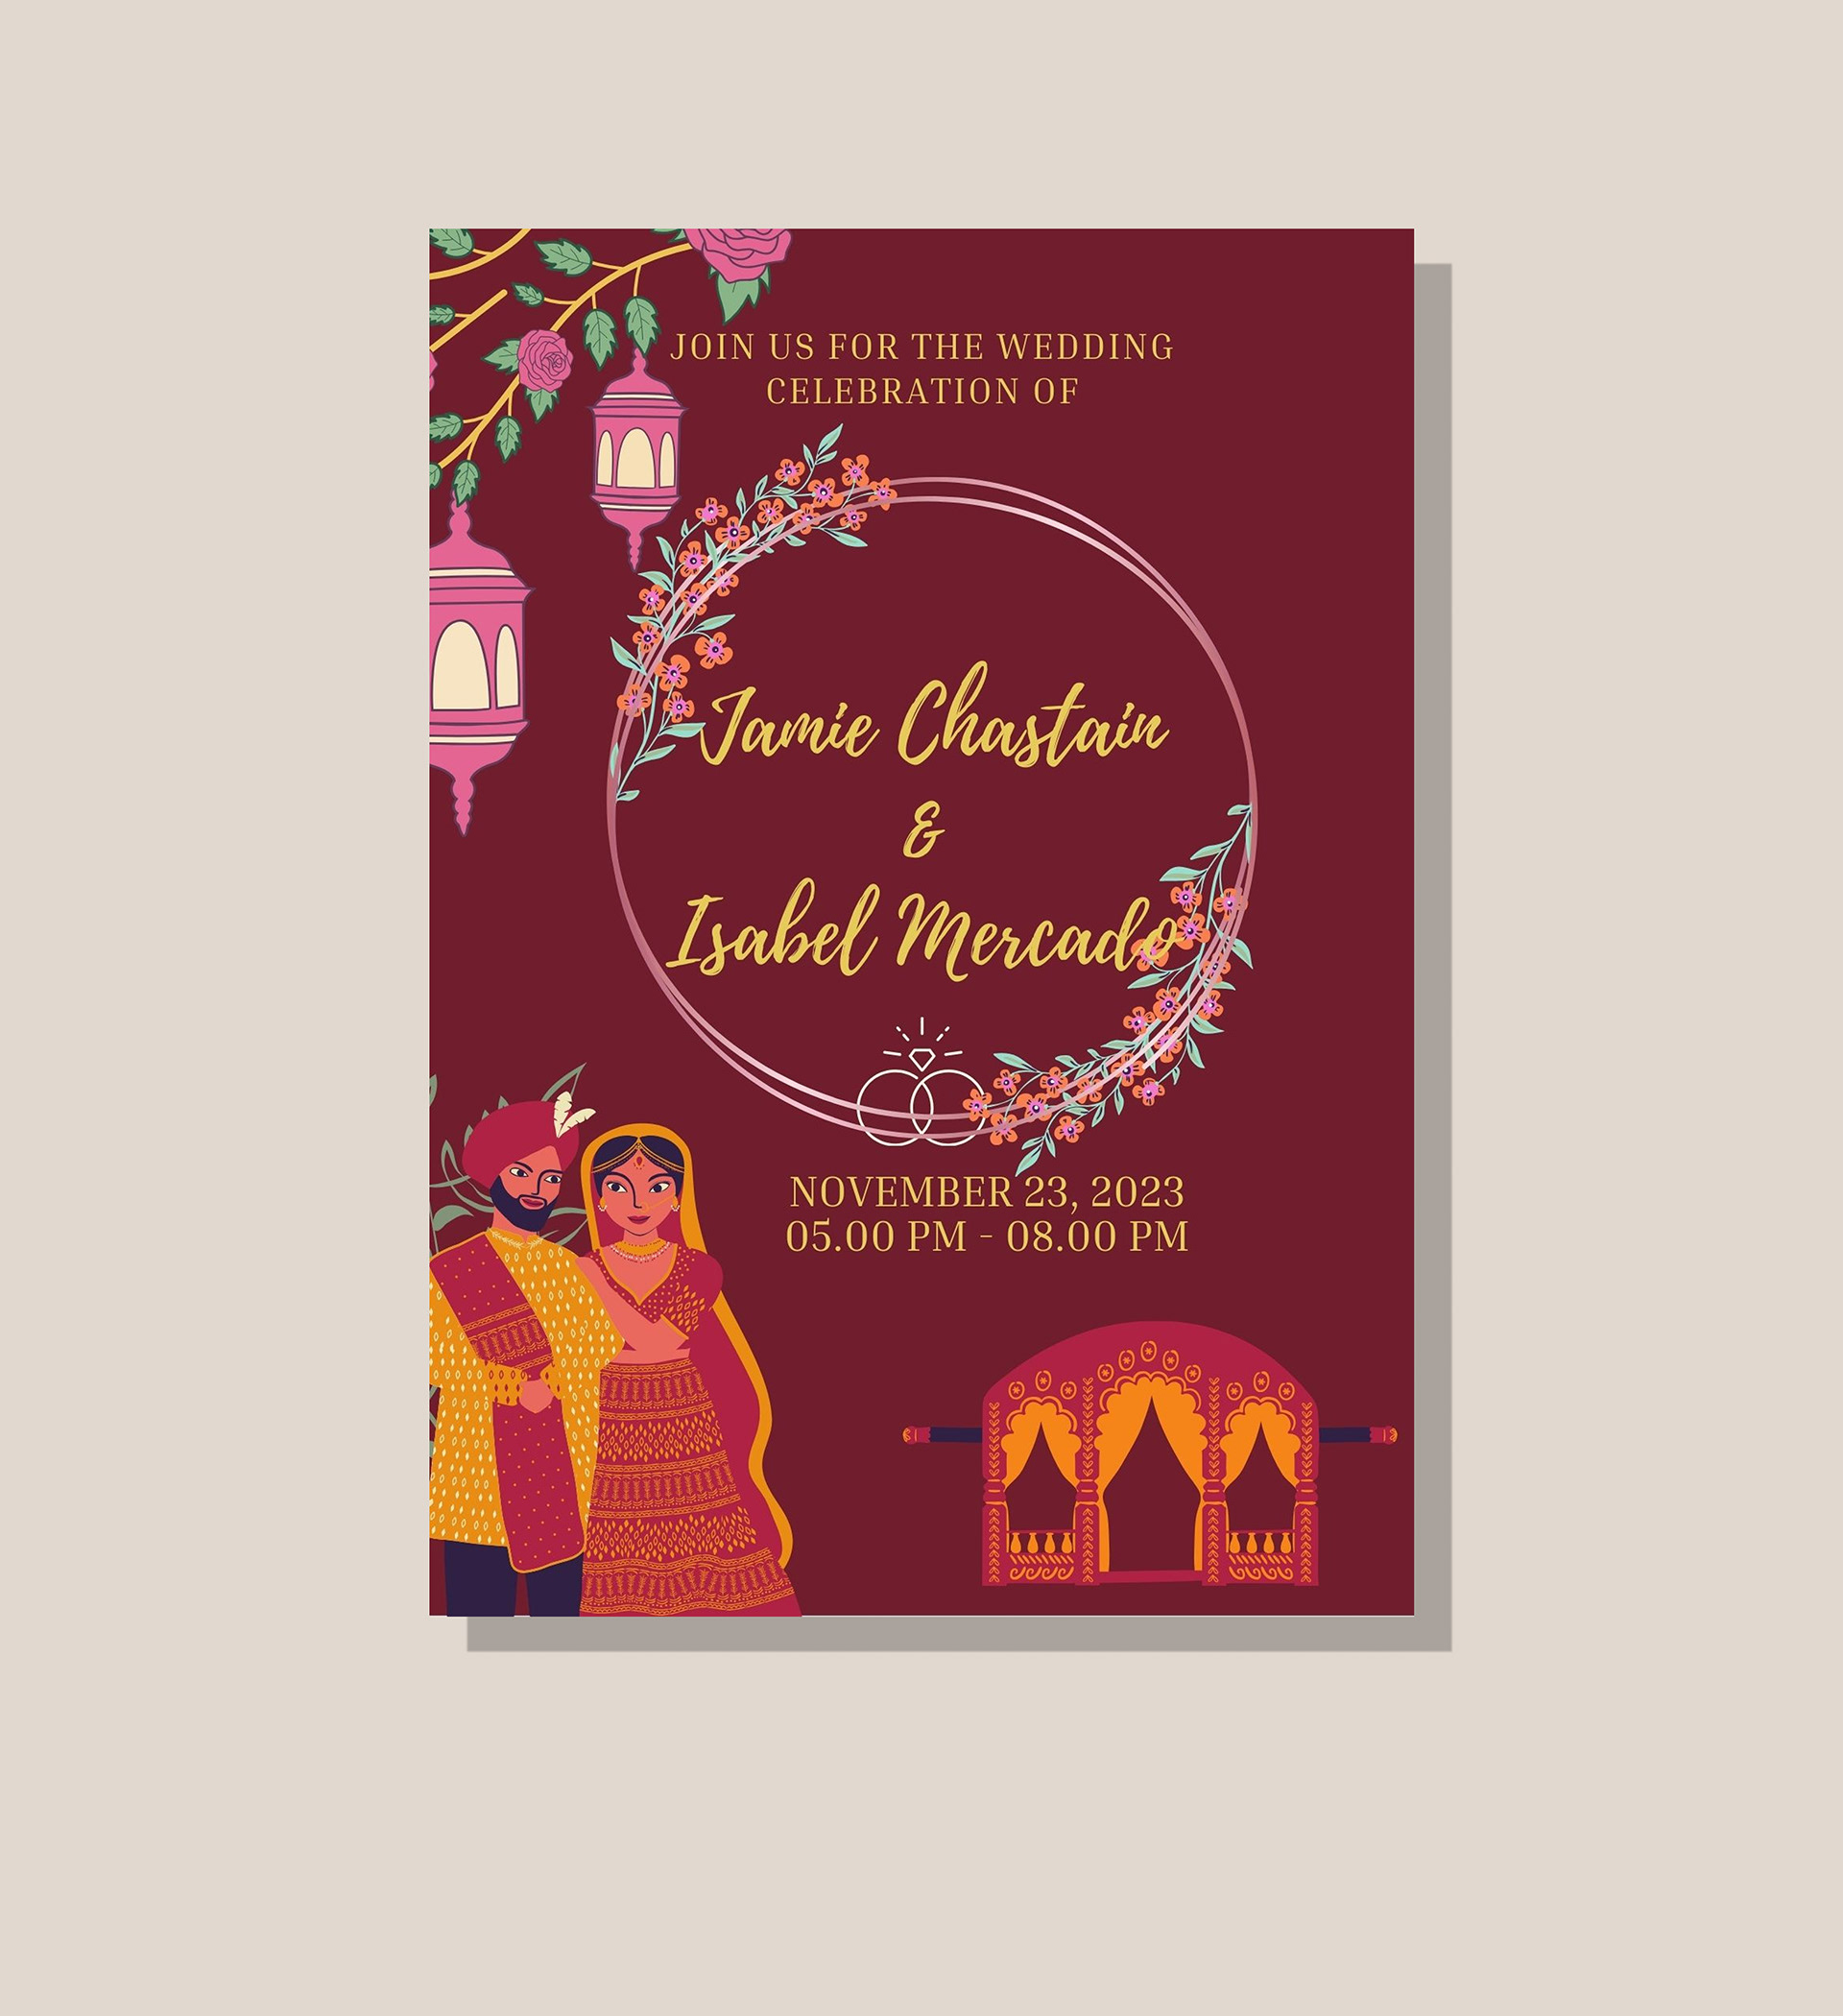 JOIN US FOR THE WEDDING
CELEBRATION OF
Jamie Chastain
&
Isabel Mercado
NOVEMBER 23, 2023
05.00 PM - 08.00 PM